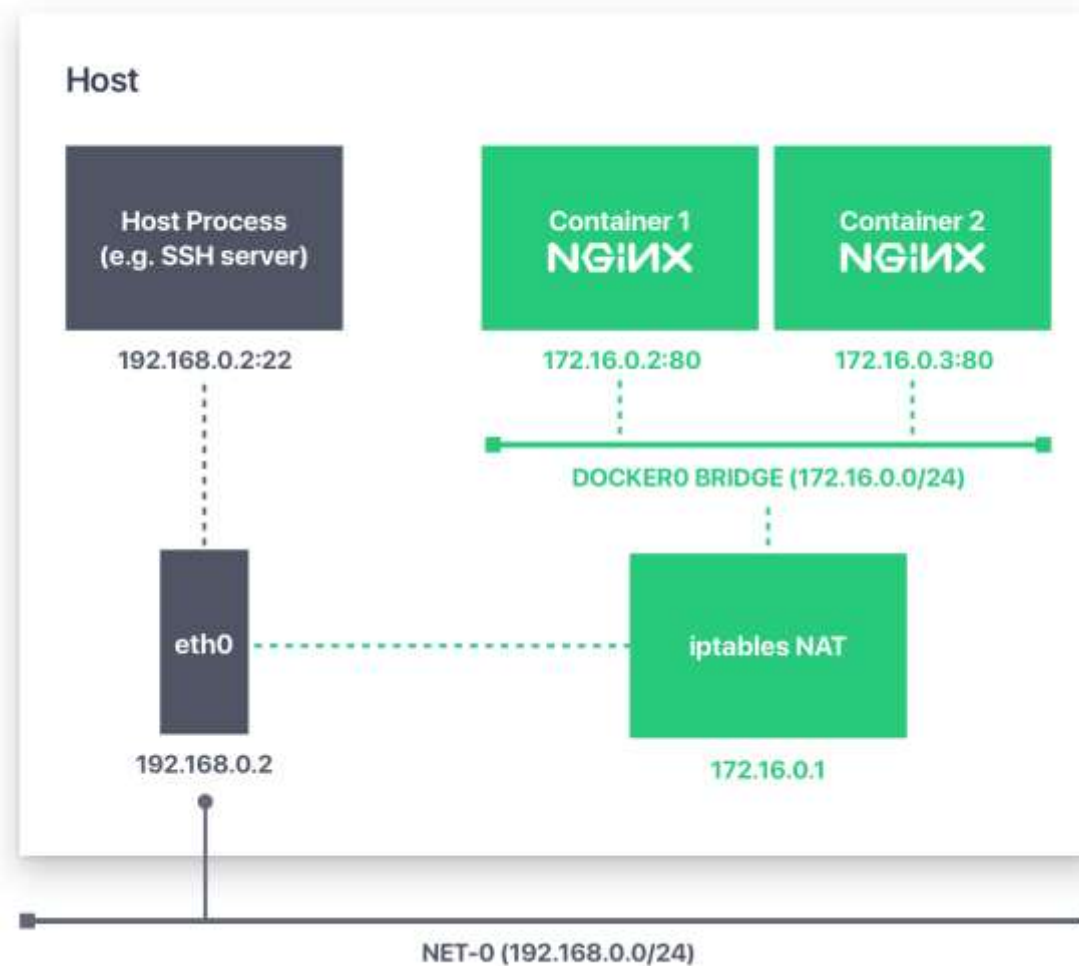 Host
Host Process
(e.g. SSH server)
Container 1
NGINX
Container 2
NGINX
192.168.0.2:22
172.16.0.2:80
172.16.0.3:80
DOCKER0 BRIDGE (172.16.0.0/24)
eth0
iptables NAT
192.168.0.2
172.16.0.1
NET-0 (192.168.0.0/24)